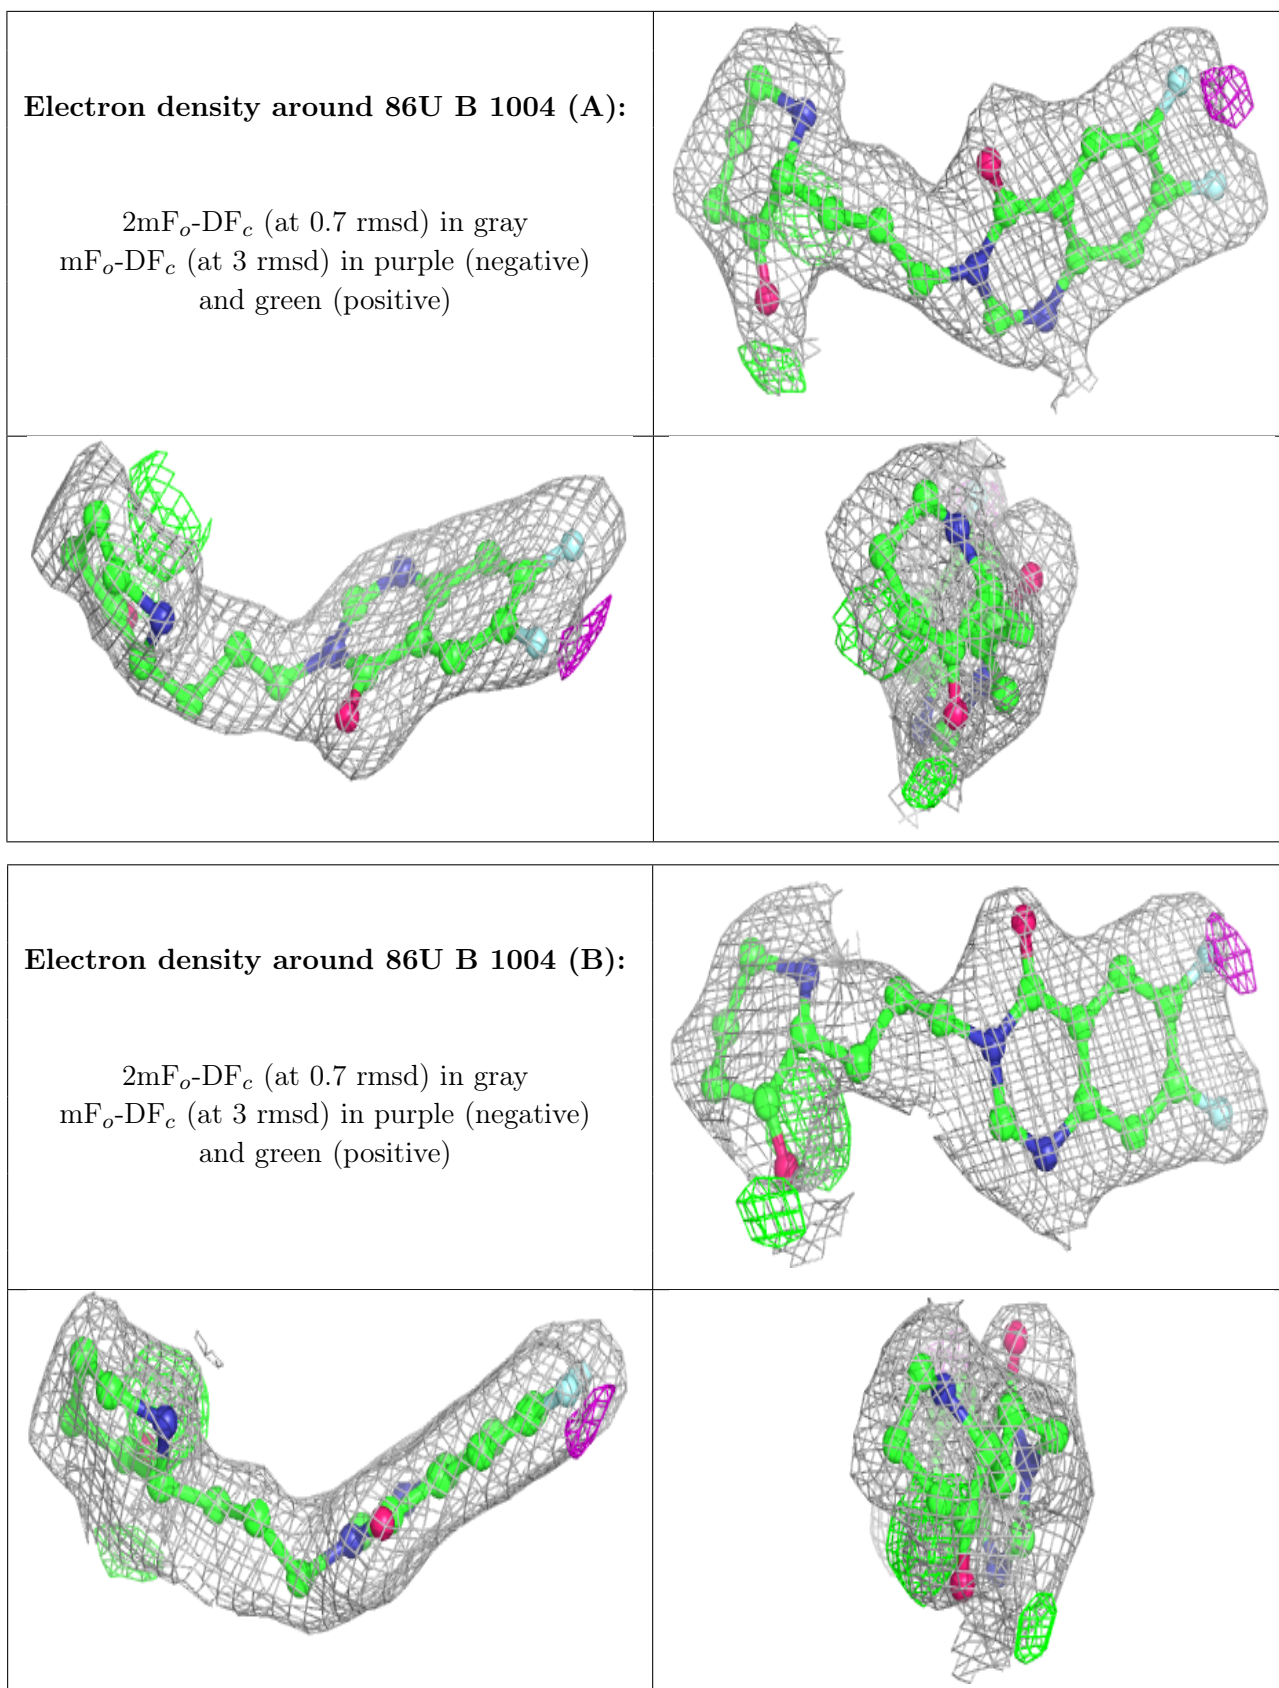 Electron density around 86U B 1004 (A):
2mFo-DFc (at 0.7 rmsd) in gray
mFo-DFc (at 3 rmsd) in purple (negative)
and green (positive)
Electron density around 86U B 1004 (B):
2mFo-DFc (at 0.7 rmsd) in gray
mFo-DFc (at 3 rmsd) in purple (negative)
and green (positive)